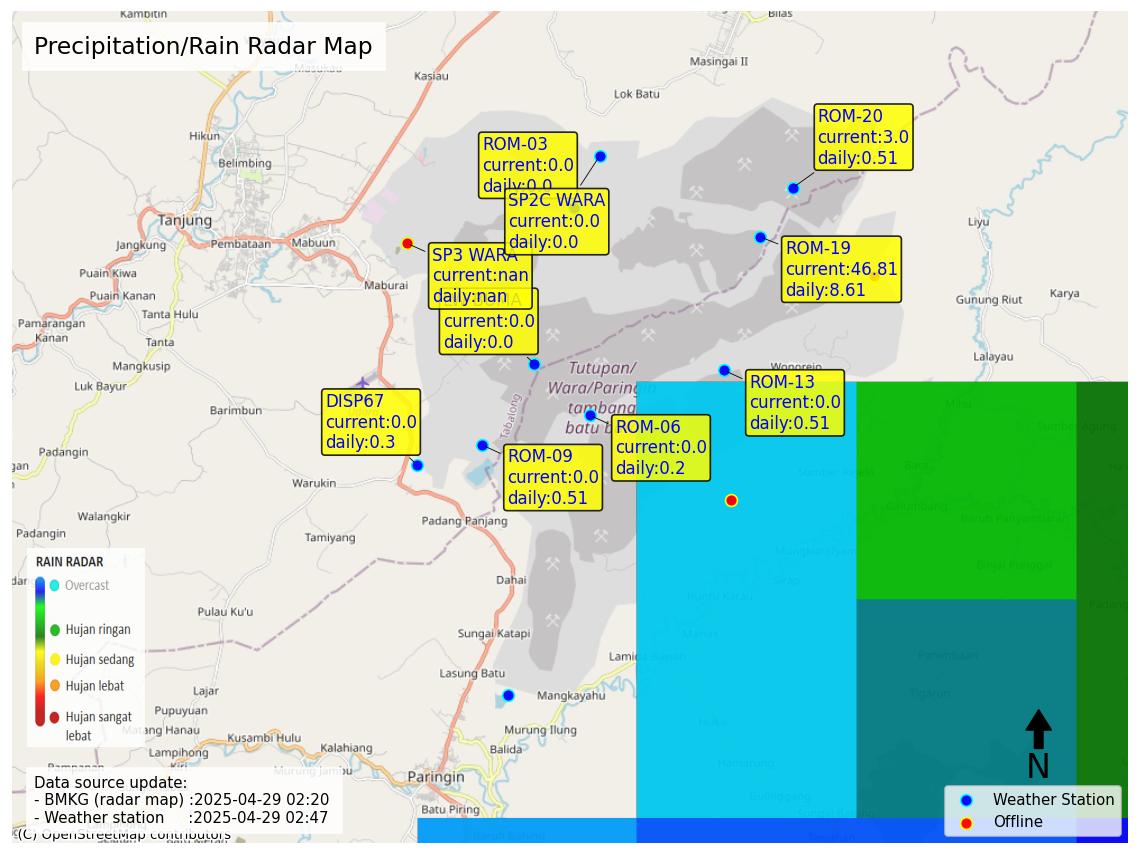 Precipitation/Rain Radar Map
Kambitin
Bilas
Masingai II
Masukau
Kasiau
Lok Batu
Hikun
Belimbing
Tanjung
Jangkung
Pembataan
Mabuun
Puain Kiwa
Puain Kanan
Maburai
Tanta Hulu
Pamarangan
Kanan
Tanta
Mangkusip
Luk Bayur
Barimbun
Padangin
Warukin
Walangkir
Padangin
Tamiyang
Padang Panjang
Dahai
Pulau Ku'u
Sungai Katapi
Lasung Batu
Lajar
Pupuyuan
Matang Hanau
Lampihong
Kusambi Hulu
Kalahiang
Murung Jambu
Mangkayahu
Murung Ilung
Balida
Paringin
Batu Piring
Liyu
Gunung Riut
Karya
Lalayau
Wonorejo
Tabalong
Tutupan/
Wara/Paringin
tambang
batu b
ROM-03
current:0.0
daily:0.0
SP2C WARA
current:0.0
daily:0.0
ROM-20
current:3.0
daily:0.51
ROM-19
current:46.81
daily:8.61
SP3 WARA
current:nan
daily:nan
current:0.0
daily:0.0
ROM-13
current:0.0
daily:0.51
DISP67
current:0.0
daily:0.3
ROM-06
current:0.0
daily:0.2
ROM-09
current:0.0
daily:0.51
RAIN RADAR
Overcast
Hujan ringan
Hujan sedang
Hujan lebat
Hujan sangat
lebat
Data source update:
- BMKG (radar map) :2025-04-29 02:20
- Weather station :2025-04-29 02:47
(C) OpenStreetMap contributors
N
Weather Station
Offline